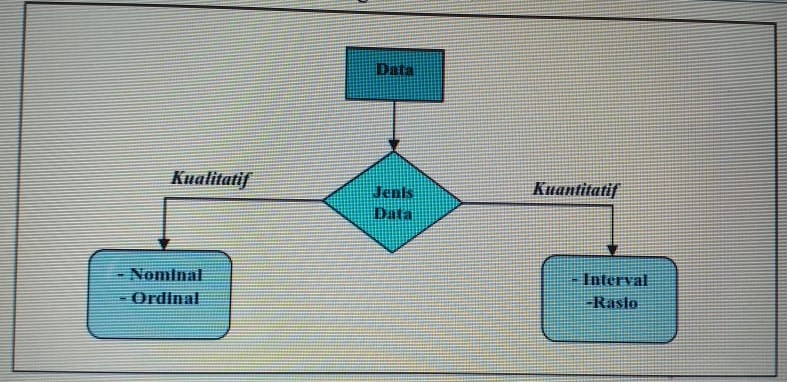 Data
Kualitatif
Jenis
Data
Kuantitatif
- Nominal
- Ordinal
- Interval
-Rasio